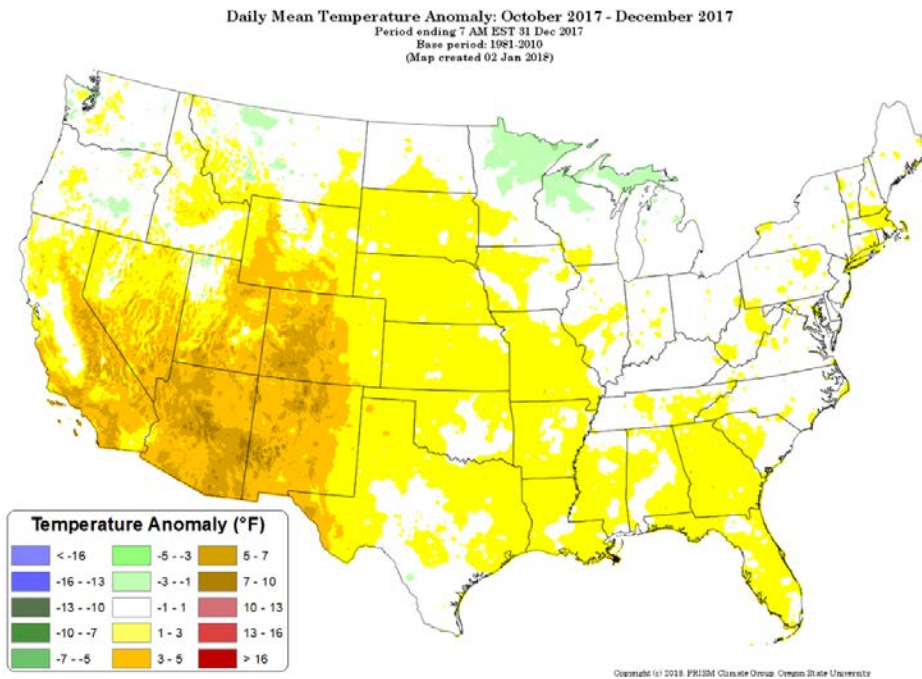 Daily Mean Temperature Anomaly: October 2017 - December 2017
Period ending 7 AM EST 31 Dec 2017
Base period: 1981-2010
(Map created 02 Jan 2018)
Temperature Anomaly (°F)
< -16
-5 - -3
5 - 7
-16 - -13
-3 - -1
7 - 10
-13 - -10
-1 - 1
10 - 13
-10 - -7
1 - 3
13 - 16
-7 - -5
3 - 5
> 16
Copyright (c) 2018, PRISM Climate Group, Oregon State University